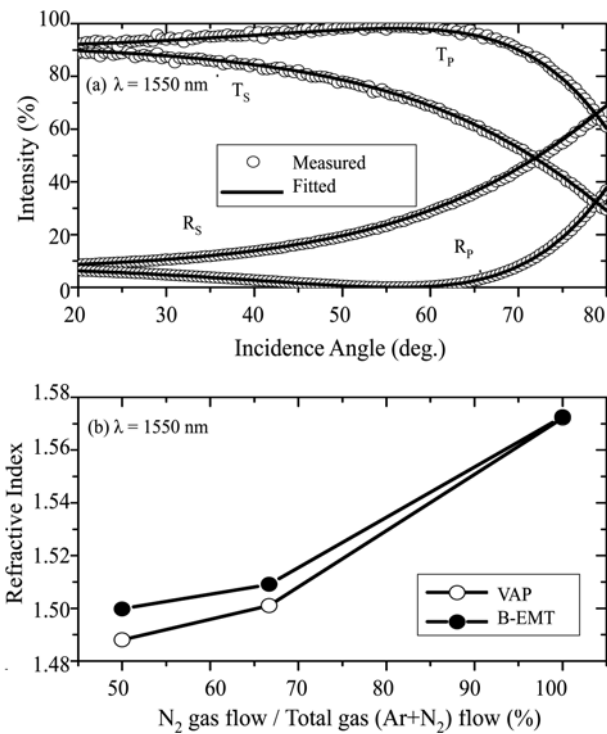 100
80
60
40
20
0
Intensity (%)
(a) λ = 1550 nm
T_P
T_S
Measured
Fitted
R_S
R_P
20 30 40 50 60 70 80
Incidence Angle (deg.)
1.58
1.56
1.54
1.52
1.50
1.48
Refractive Index
(b) λ = 1550 nm
VAP
B-EMT
50 60 70 80 90 100
N₂ gas flow / Total gas (Ar+N₂) flow (%)